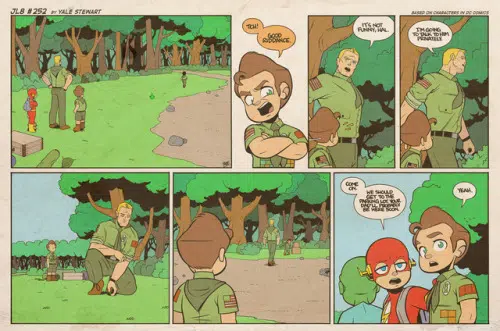 JL8 #252 BY YALE STEWART
BASED ON CHARACTERS IN DC COMICS
TCH!
GOOD
RIDDANCE.
IT'S NOT
FUNNY, HAL.
I'M GOING
TO TALK TO HIM
PRIVATELY.
COME
ON.
WE SHOULD
GET TO THE
PARKING LOT. YOUR
DAD'LL PROBABLY
BE HERE SOON.
YEAH.